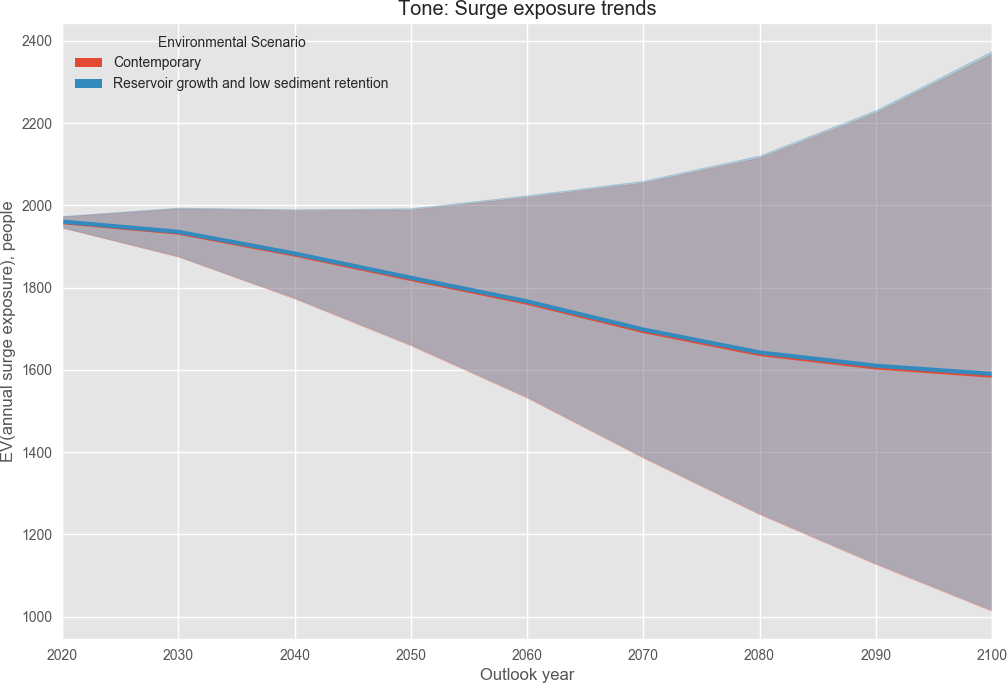 Tone: Surge exposure trends
Environmental Scenario
Contemporary
Reservoir growth and low sediment retention
2400
2200
2000
1800
1600
1400
1200
1000
EV(annual surge exposure), people
2020 2030 2040 2050 2060 2070 2080 2090 2100
Outlook year